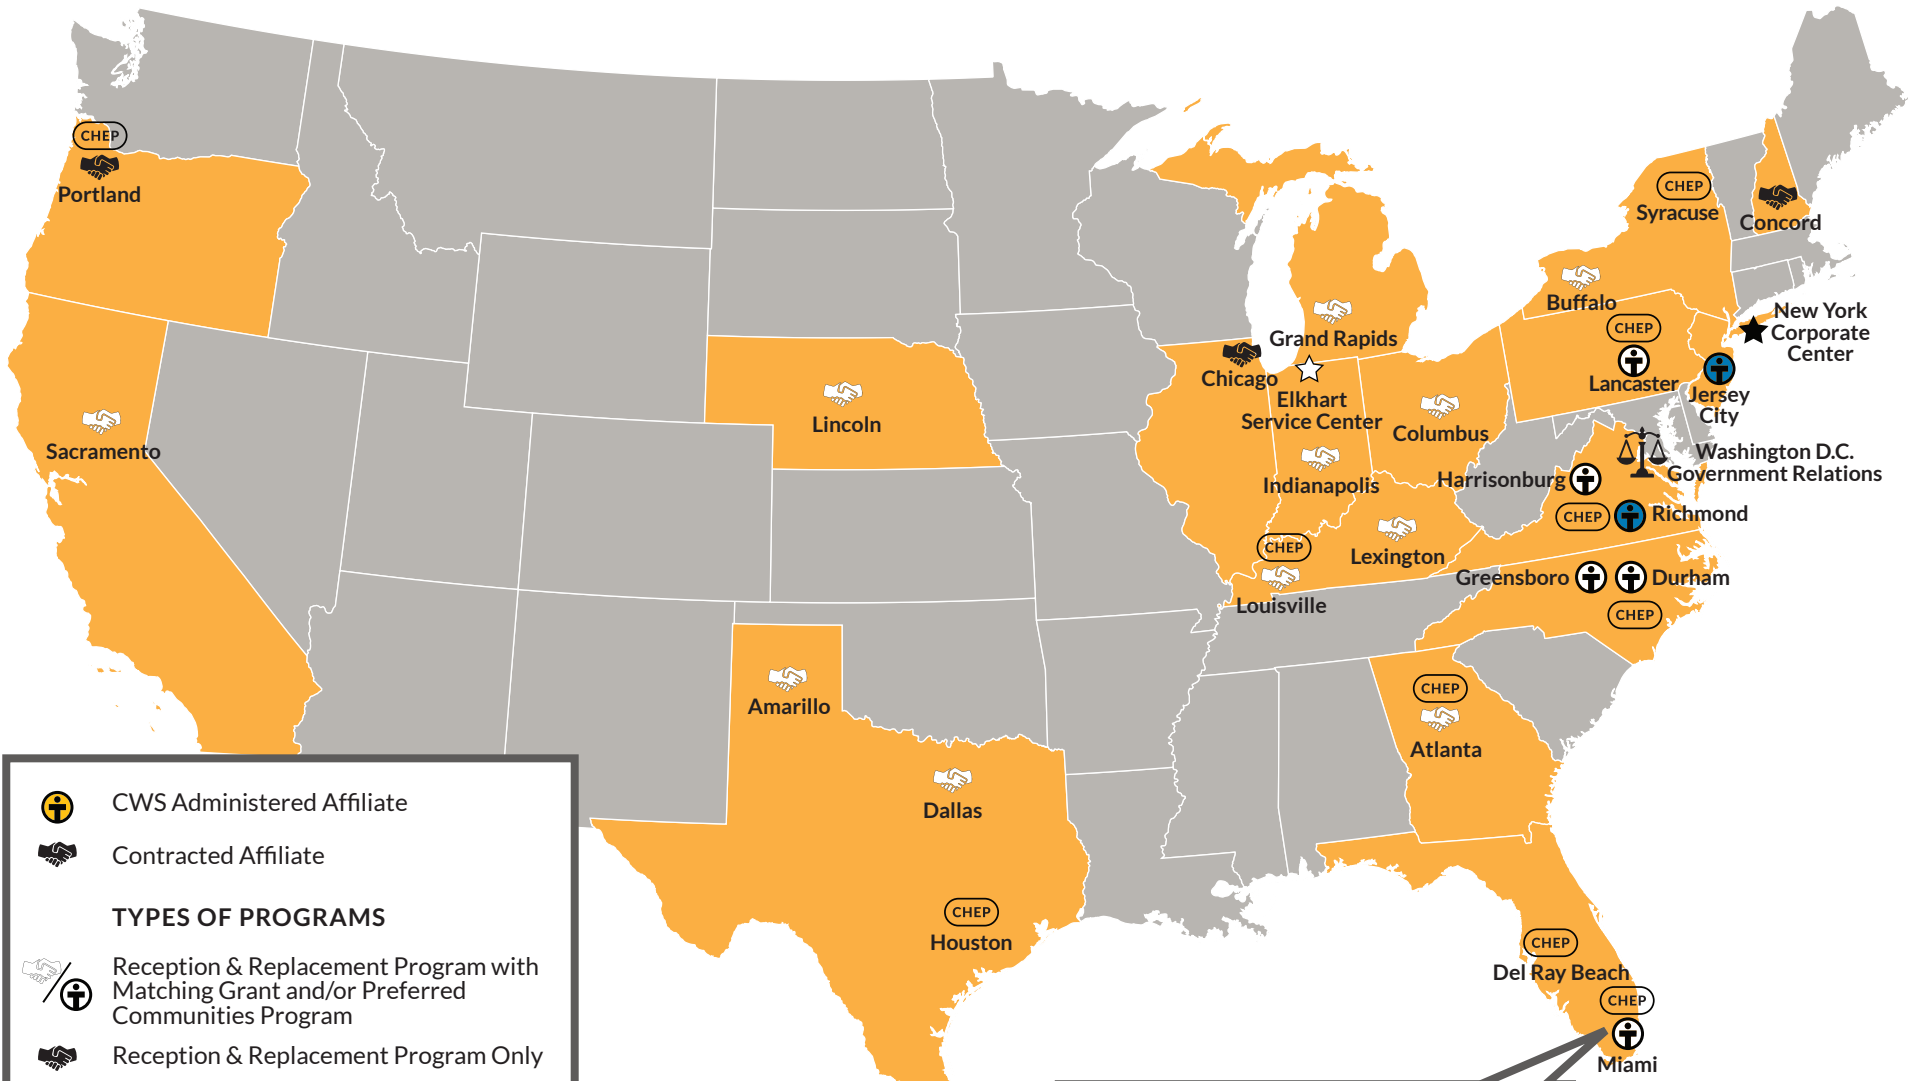 CHEP
Portland
CHEP
Syracuse
Concord
Buffalo
New York
Corporate
Center
CHEP
Lancaster
Jersey
City
Grand Rapids
Chicago
Elkhart
Service Center
Columbus
Lincoln
Sacramento
Indianapolis
Harrisonburg
Washington D.C.
Government Relations
CHEP
Richmond
CHEP
Lexington
Louisville
Greensboro
Durham
CHEP
Amarillo
CHEP
Atlanta
Dallas
CHEP
Houston
CHEP
Del Ray Beach
CHEP
Miami
CWS Administered Affiliate
Contracted Affiliate
TYPES OF PROGRAMS
Reception & Replacement Program with
Matching Grant and/or Preferred
Communities Program
Reception & Replacement Program Only